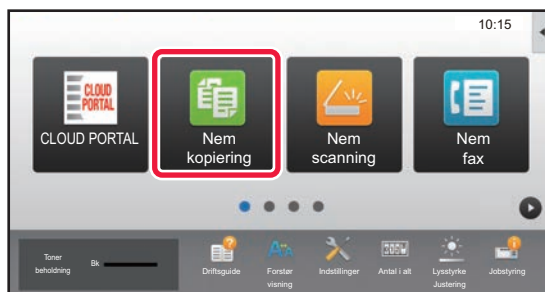 10:15
CLOUD
PORTAL
CLOUD PORTAL
Nem
kopiering
Nem
scanning
Nem
fax
Toner
beholdning
Bk
Driftsguide
Forstør
visning
Indstillinger
Antal i alt
Lysstyrke
Justering
Jobstyring